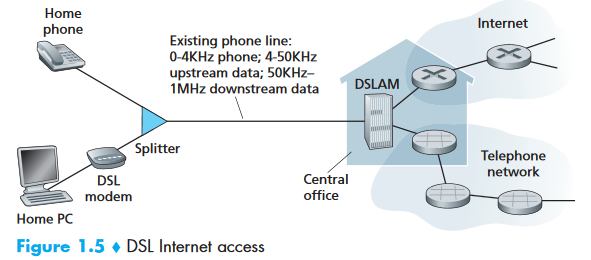 Home
phone
Existing phone line:
0-4KHz phone; 4-50KHz
upstream data; 50KHz–
1MHz downstream data
Internet
DSLAM
Splitter
DSL
modem
Home PC
Central
office
Telephone
network
Figure 1.5 ♦ DSL Internet access